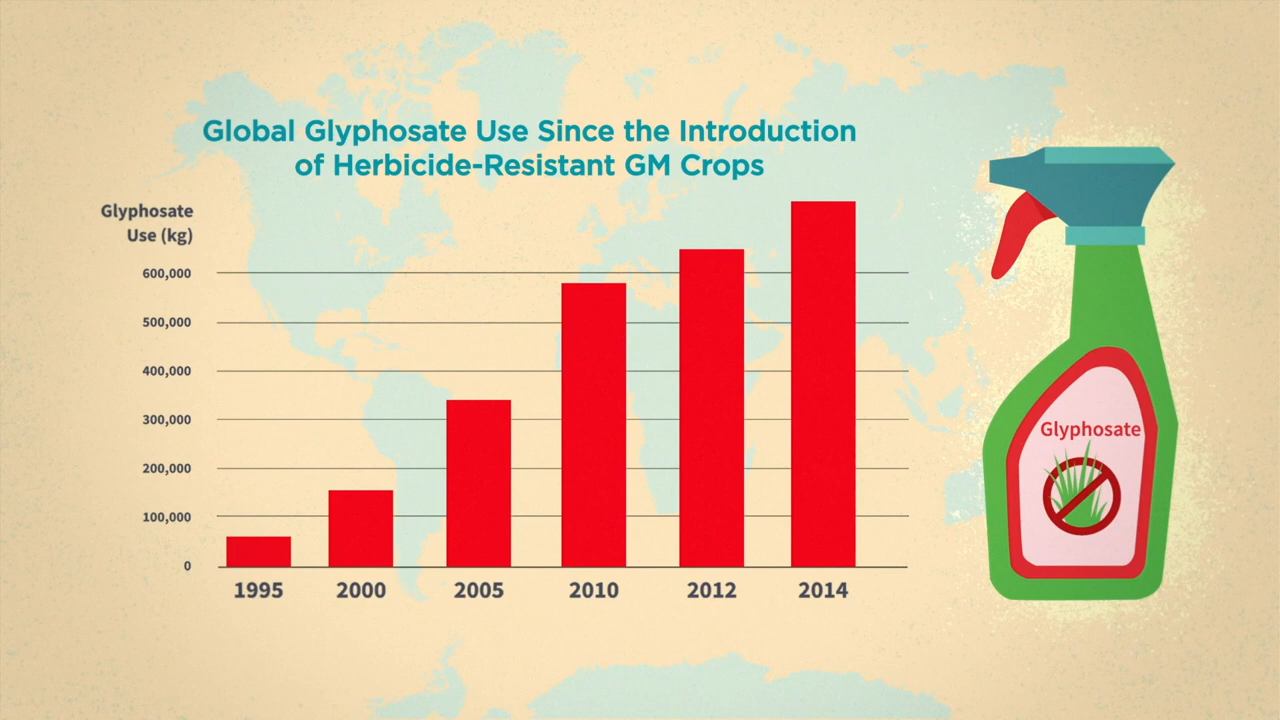 Global Glyphosate Use Since the Introduction
of Herbicide-Resistant GM Crops
Glyphosate
Use (kg)
600,000
500,000
400,000
300,000
200,000
100,000
0
1995 2000 2005 2010 2012 2014
Glyphosate